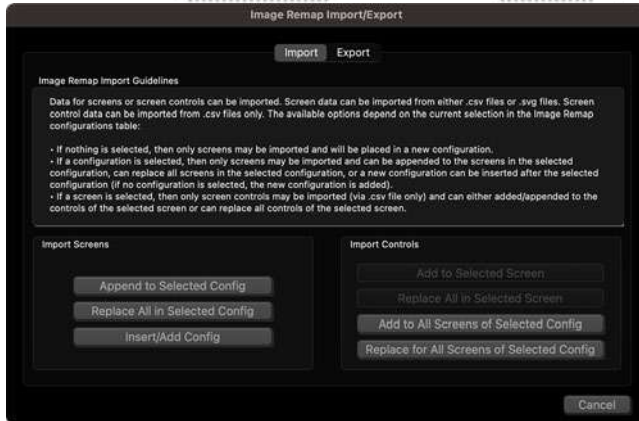 Image Remap Import/Export
Import Export
Image Remap Import Guidelines
Data for screens or screen controls can be imported. Screen data can be imported from either .csv files or .svg files. Screen
control data can be imported from .csv files only. The available options depend on the current selection in the Image Remap
configurations table:
• If nothing is selected, then only screens may be imported and will be placed in a new configuration.
• If a configuration is selected, then only screens may be imported and can be appended to the screens in the selected
configuration, can replace all screens in the selected configuration, or a new configuration can be inserted after the selected
configuration (if no configuration is selected, the new configuration is added).
• If a screen is selected, then only screen controls may be imported (via .csv file only) and can either added/appended to the
controls of the selected screen or can replace all controls of the selected screen.
Import Screens
Append to Selected Config
Replace All in Selected Config
Insert/Add Config
Import Controls
Add to Selected Screen
Replace All in Selected Screen
Add to All Screens of Selected Config
Replace for All Screens of Selected Config
Cancel